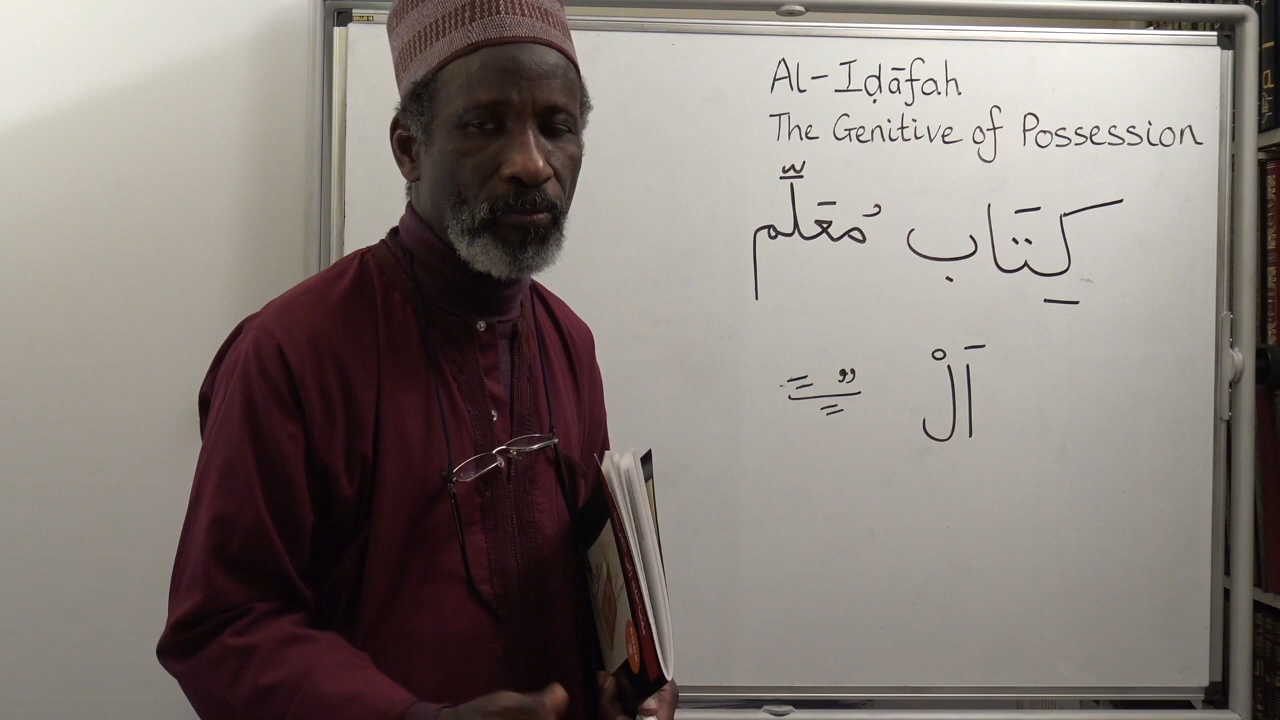 Al-Iḍāfah
The Genitive of Possession
كِتَاب مُعَلّم
اَلْ
ٌ ً ٍ